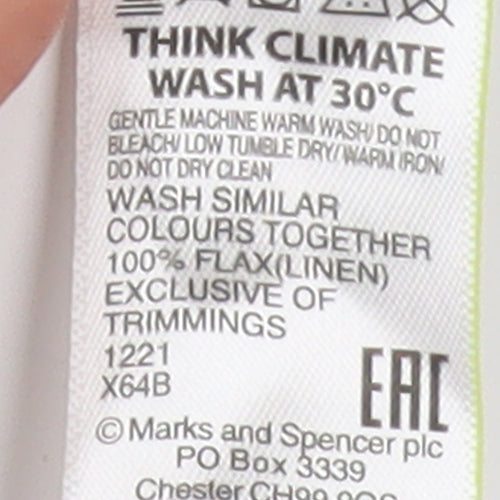 THINK CLIMATE
WASH AT 30°C
GENTLE MACHINE WARM WASH/ DO NOT
BLEACH/ LOW TUMBLE DRY/ WARM IRON/
DO NOT DRY CLEAN
WASH SIMILAR
COLOURS TOGETHER
100% FLAX(LINEN)
EXCLUSIVE OF
TRIMMINGS
1221
X64B
EAC
© Marks and Spencer plc
PO Box 3339
Chester CH99